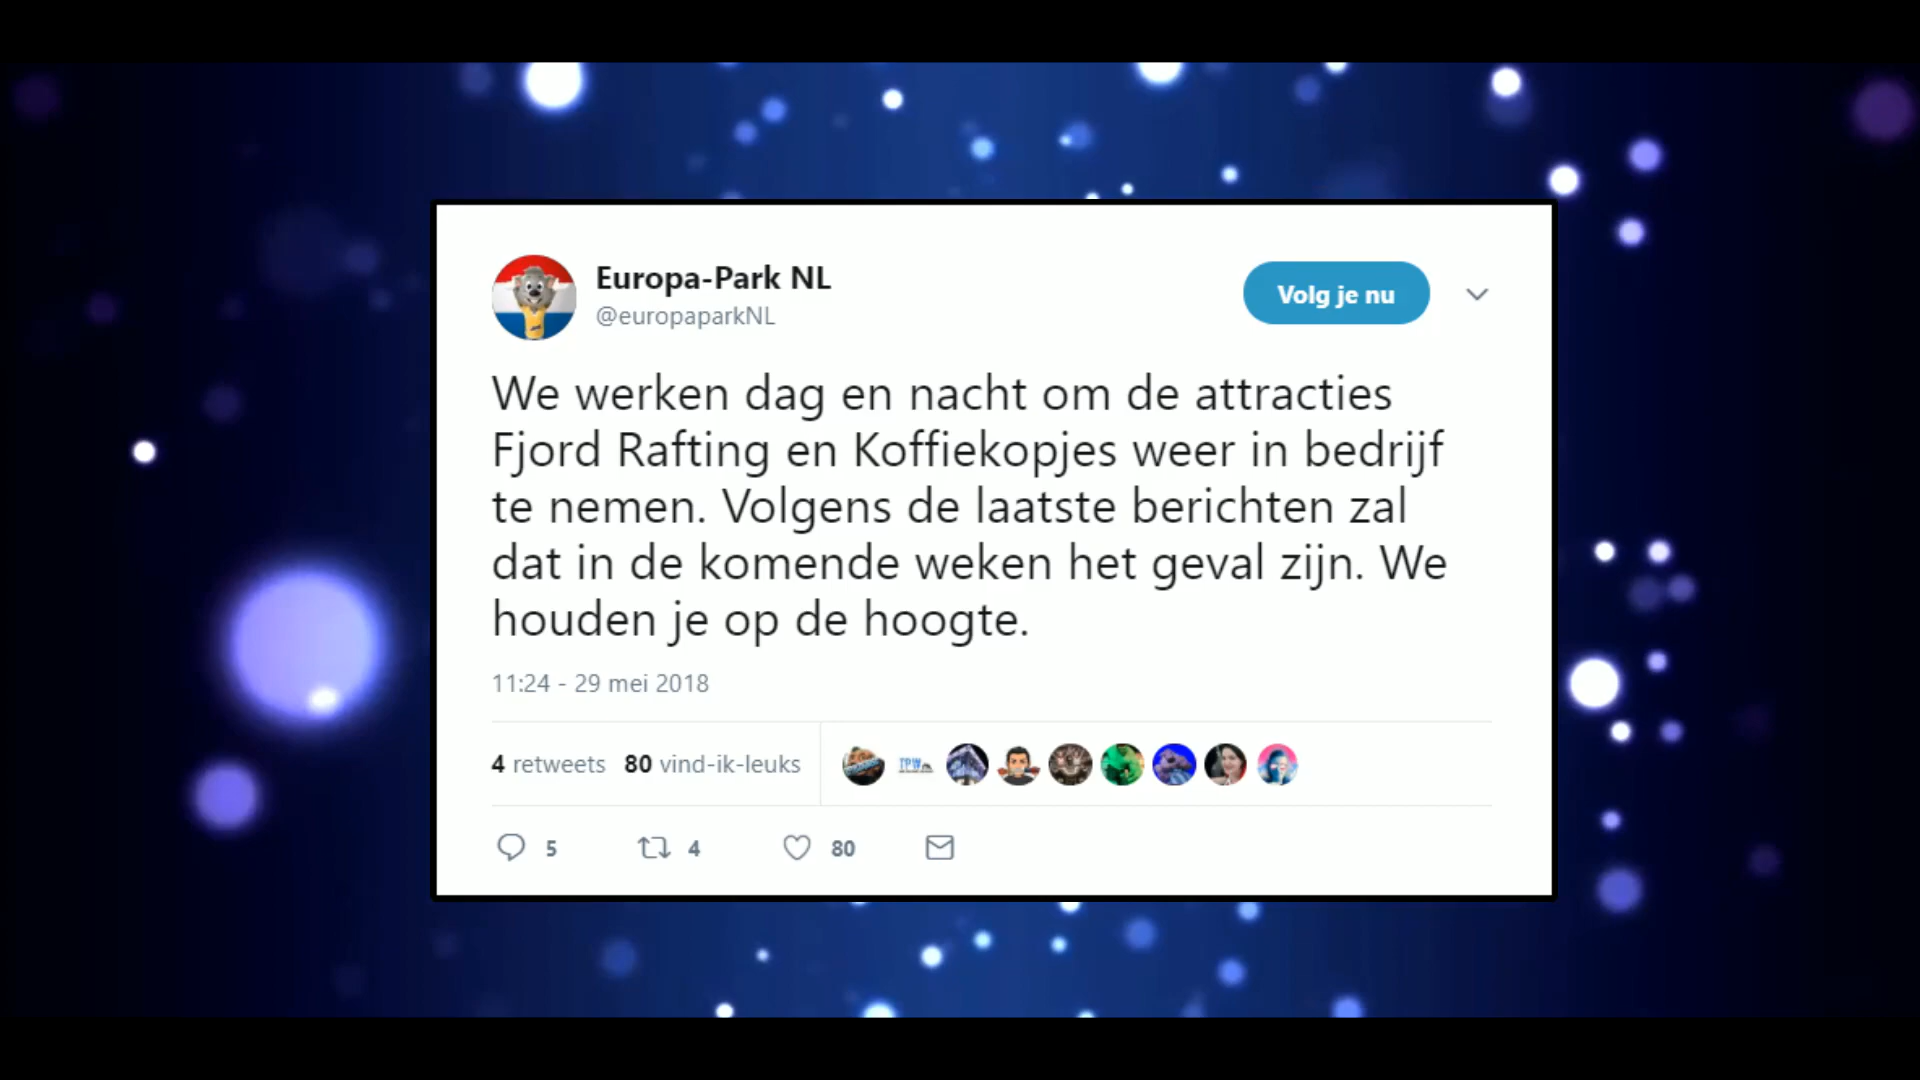 Europa-Park NL
@europaparkNL
Volg je nu
We werken dag en nacht om de attracties
Fjord Rafting en Koffiekopjes weer in bedrijf
te nemen. Volgens de laatste berichten zal
dat in de komende weken het geval zijn. We
houden je op de hoogte.
11:24 - 29 mei 2018
4 retweets 80 vind-ik-leuks
TPW
5 4 80